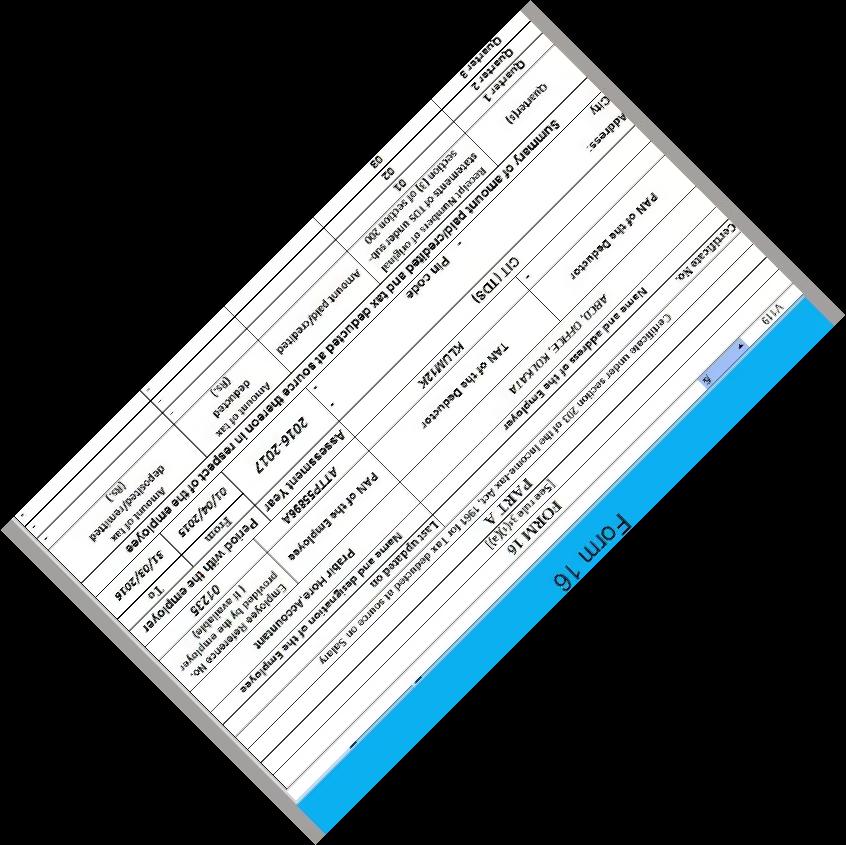 Form 16
V119
FORM 16
[See rule 31(1)(a)]
PART A
Certificate under section 203 of the Income-tax Act, 1961 for Tax deducted at source on Salary
Certificate No.
Last updated on
Name and address of the Employer
Name and designation of the Employee
ABCD, OFFICE, KOLKATA
Prabir Hore Accountant
PAN of the Deductor
TAN of the Deductor
PAN of the Employee
Employee Reference No. provided by the employer ( If available)
KLUM12K
ATTP55896A
01235
CIT (TDS)
Assessment Year
Period with the employer
Address:
-
-
2016-2017
From
To
City
-
Pin code
-
01/04/2015
31/03/2016
Summary of amount paid/credited and tax deducted at source thereon in respect of the employee
Quarter(s)
Receipt Numbers of original statements of TDS under sub-section (3) of section 200
Amount paid/credited
Amount of tax deducted (Rs.)
Amount of tax deposited/remitted (Rs.)
Quarter 1
01
-
-
Quarter 2
02
-
-
Quarter 3
03
-
-